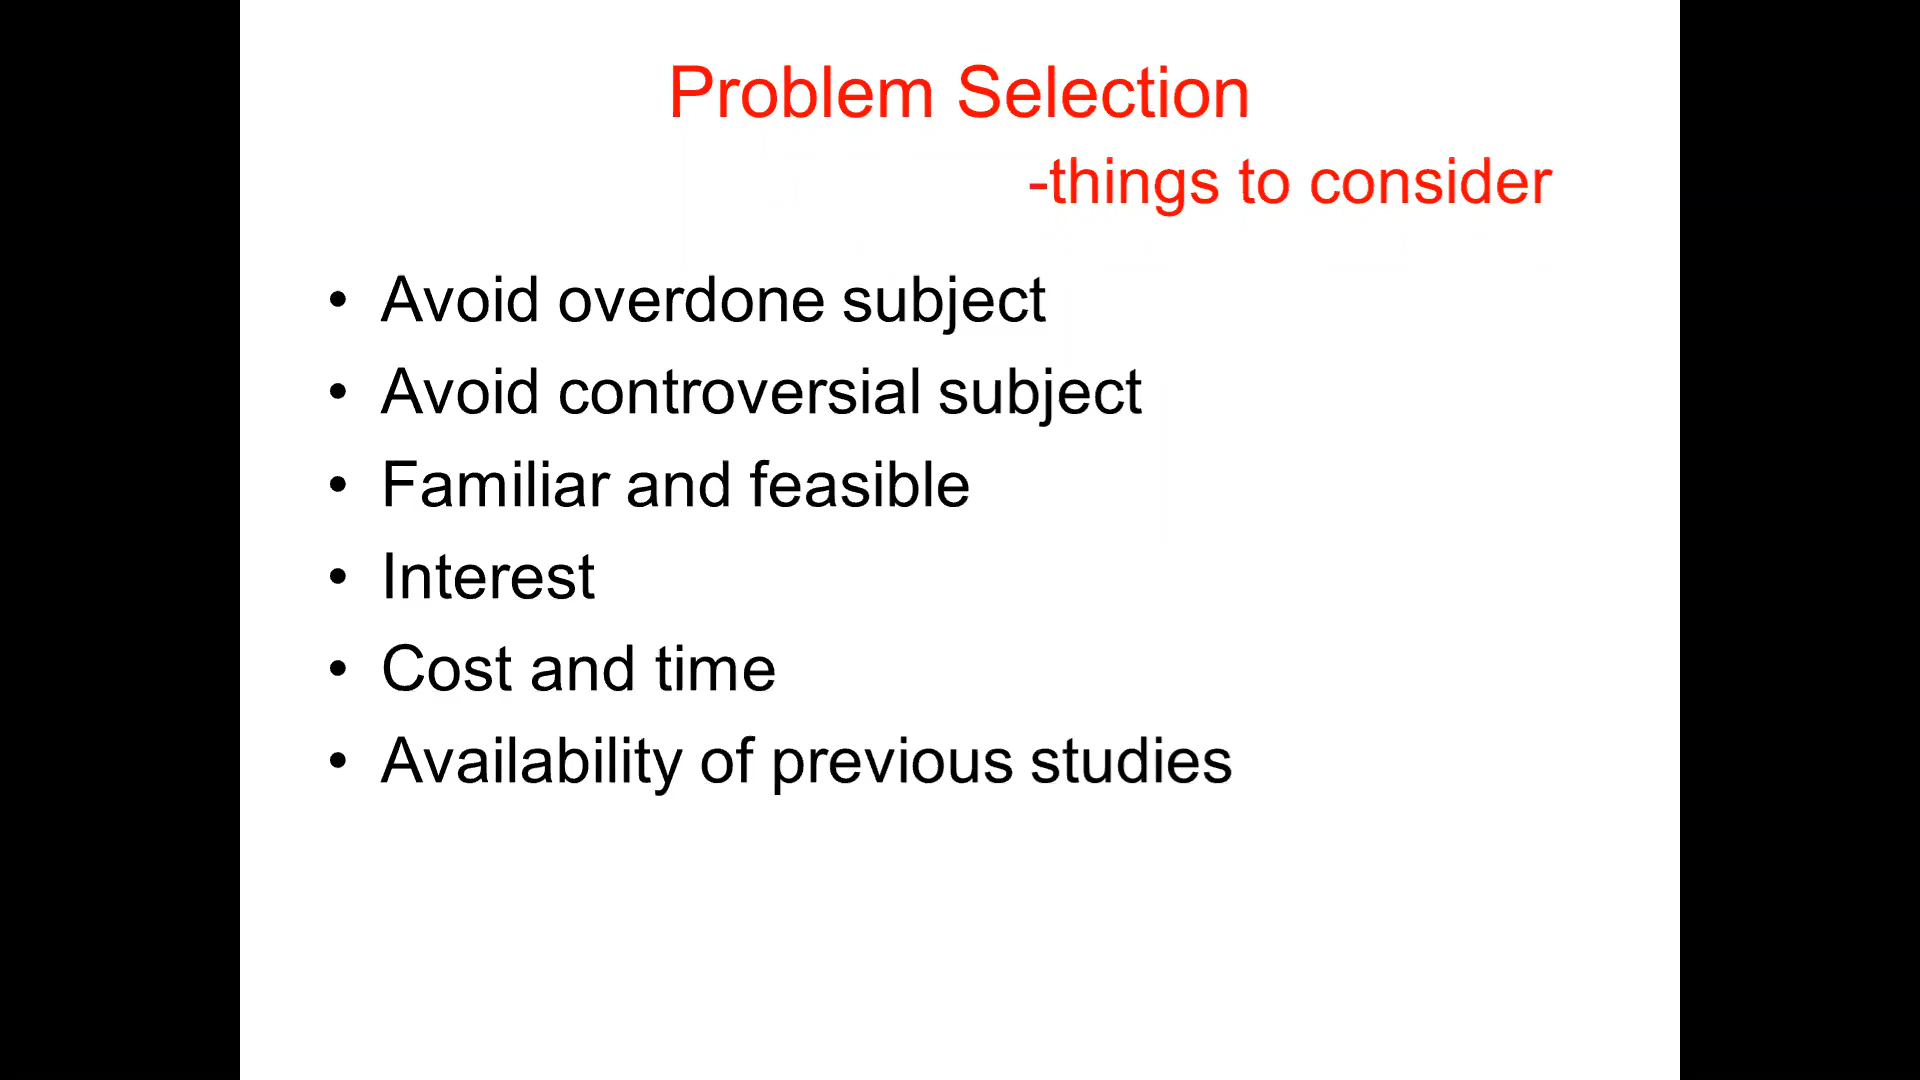 Problem Selection
-things to consider
• Avoid overdone subject
• Avoid controversial subject
• Familiar and feasible
• Interest
• Cost and time
• Availability of previous studies